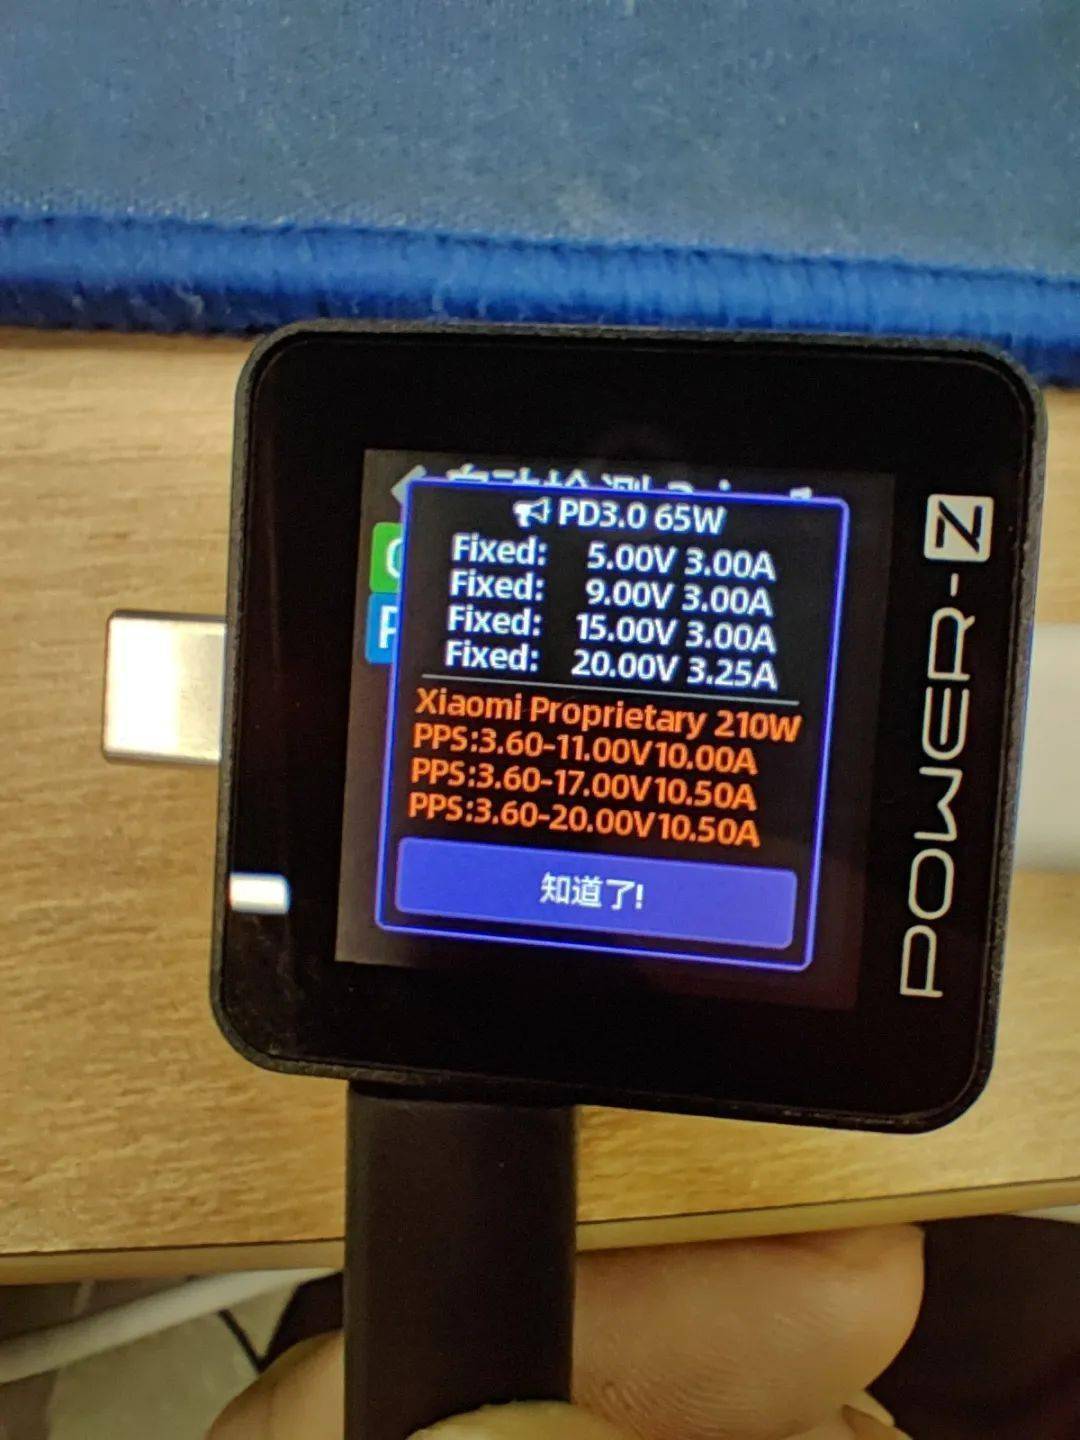 PD3.0 65W
Fixed: 5.00V 3.00A
Fixed: 9.00V 3.00A
Fixed: 15.00V 3.00A
Fixed: 20.00V 3.25A
Xiaomi Proprietary 210W
PPS:3.60-11.00V10.00A
PPS:3.60-17.00V10.50A
PPS:3.60-20.00V10.50A
知道了!
POWER-Z